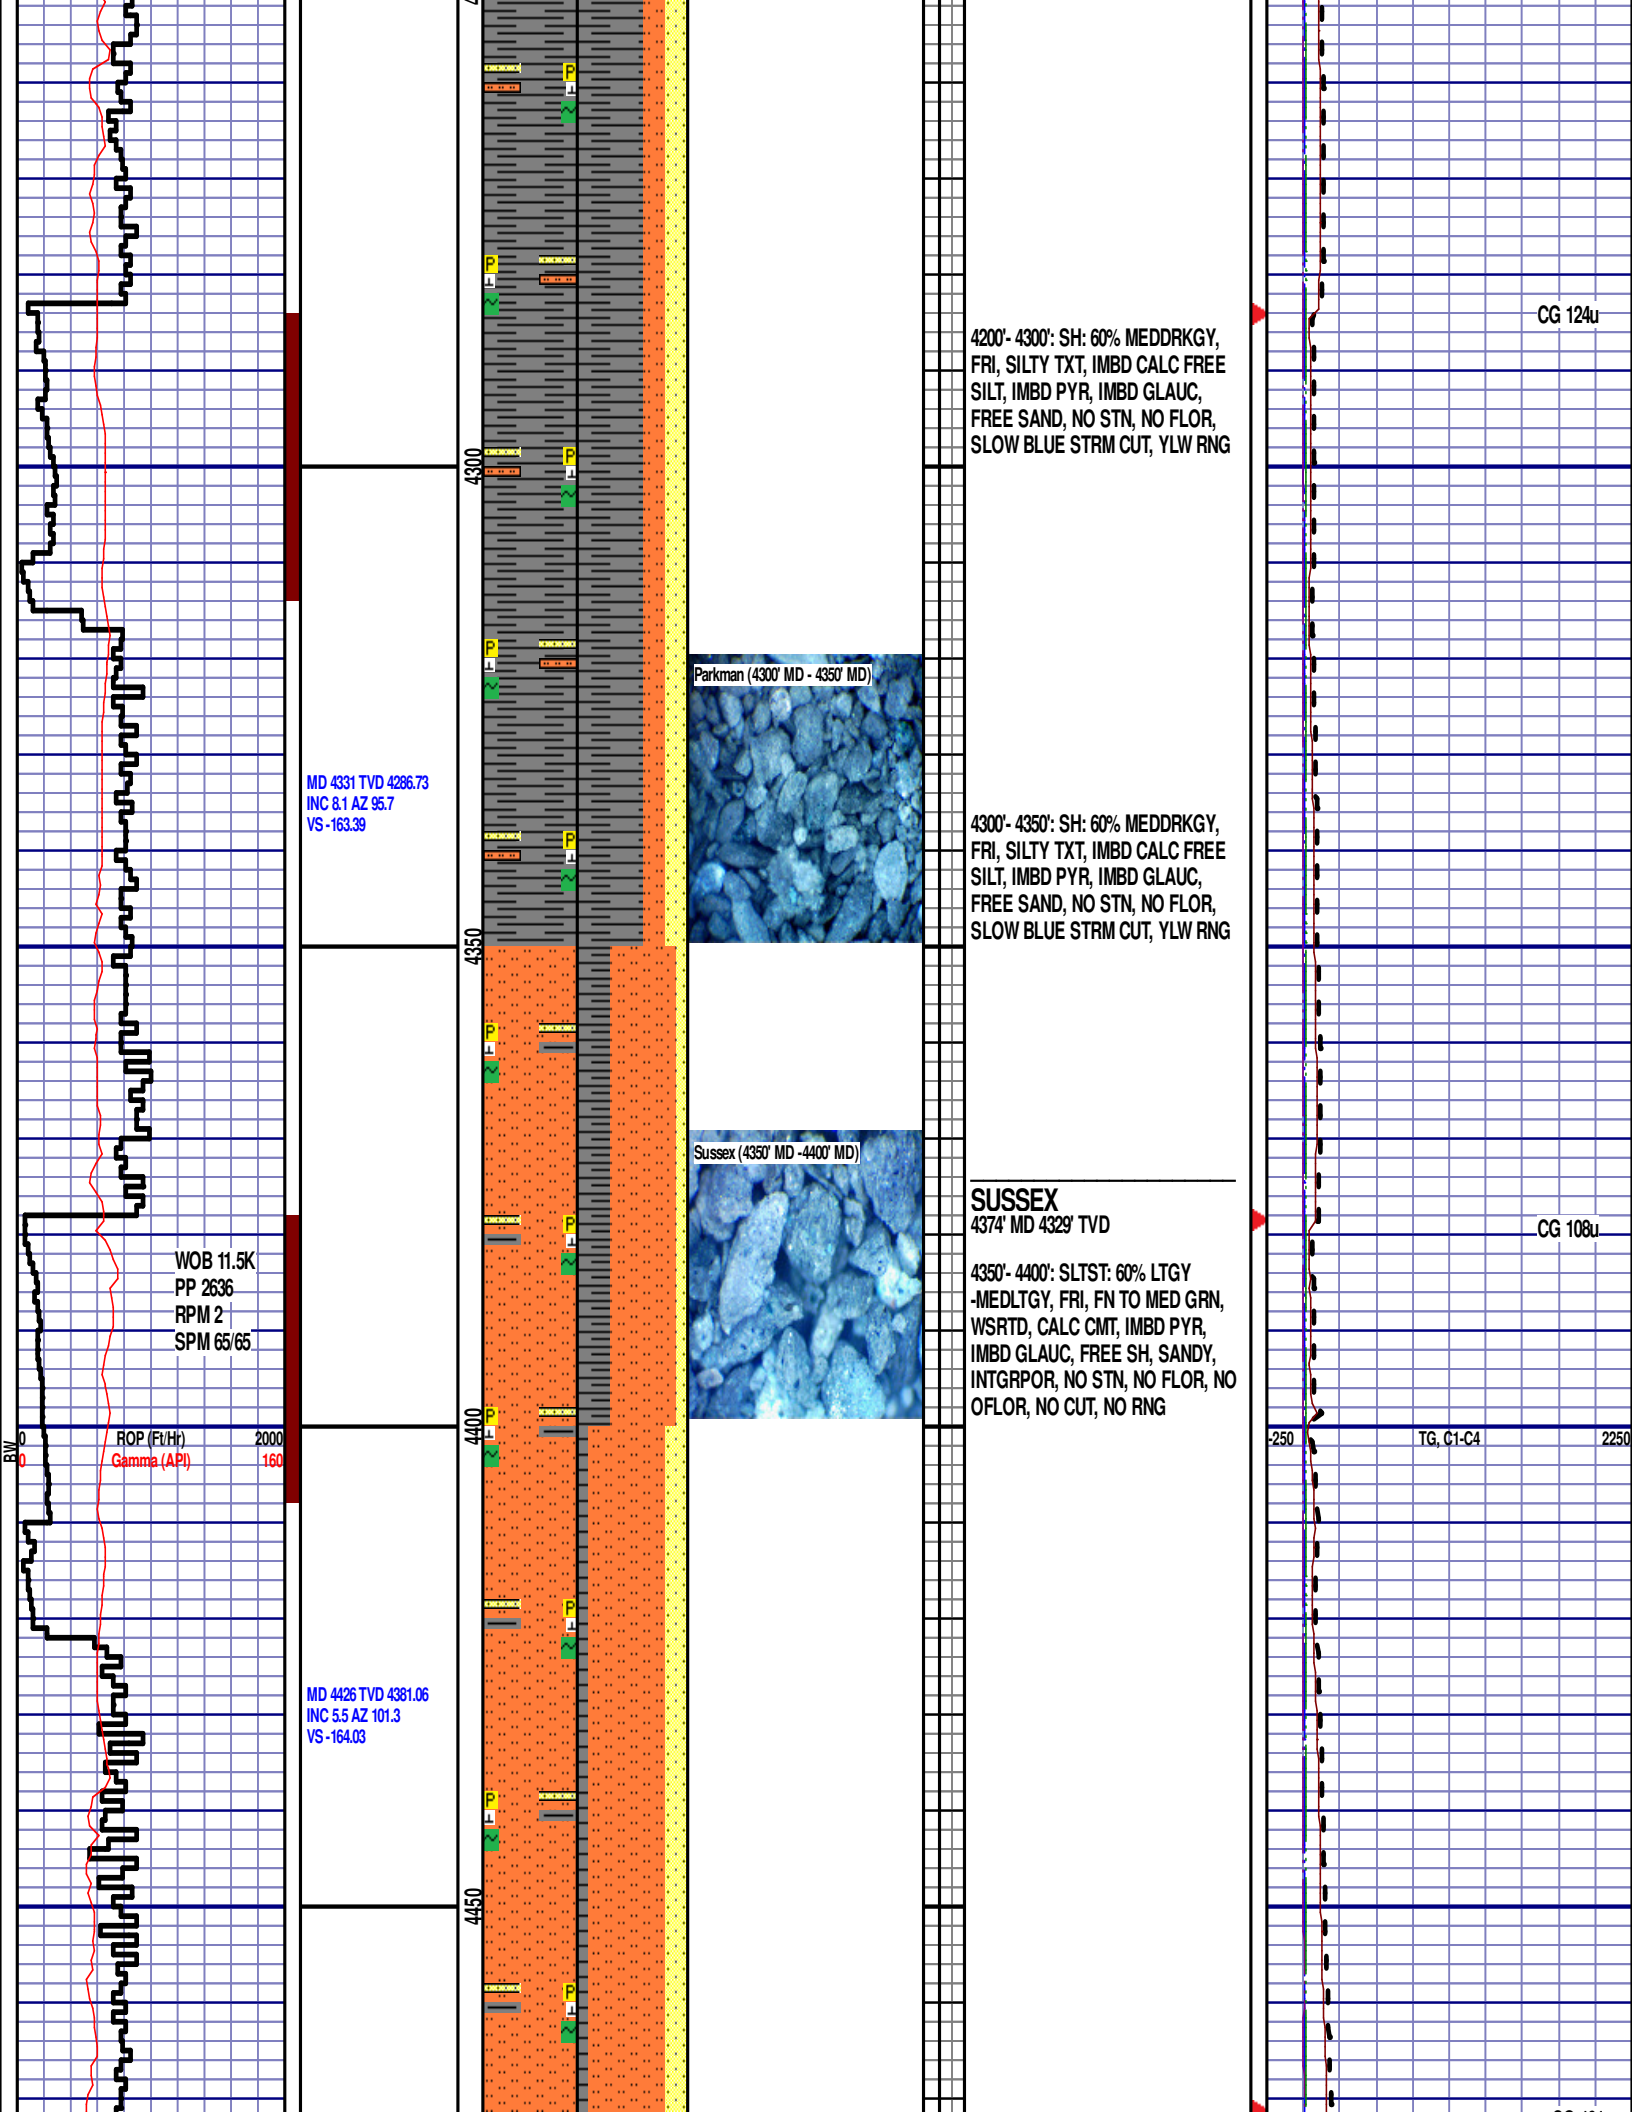 CG 124u
4200'- 4300': SH: 60% MEDDRKGY,
FRI, SILTY TXT, IMBD CALC FREE
SILT, IMBD PYR, IMBD GLAUC,
FREE SAND, NO STN, NO FLOR,
SLOW BLUE STRM CUT, YLW RNG
4300
Parkman (4300' MD - 4350' MD)
MD 4331 TVD 4286.73
INC 8.1 AZ 95.7
VS -163.39
4300'- 4350': SH: 60% MEDDRKGY,
FRI, SILTY TXT, IMBD CALC FREE
SILT, IMBD PYR, IMBD GLAUC,
FREE SAND, NO STN, NO FLOR,
SLOW BLUE STRM CUT, YLW RNG
4350
Sussex (4350' MD -4400' MD)
SUSSEX
4374' MD 4329' TVD
CG 108u
WOB 11.5K
PP 2636
RPM 2
SPM 65/65
4350'- 4400': SLTST: 60% LTGY
-MEDLTGY, FRI, FN TO MED GRN,
WSRTD, CALC CMT, IMBD PYR,
IMBD GLAUC, FREE SH, SANDY,
INTGRPOR, NO STN, NO FLOR, NO
OFLOR, NO CUT, NO RNG
4400
BW
0 ROP (Ft/Hr) 2000
0 Gamma (API) 160
-250 TG, C1-C4 2250
MD 4426 TVD 4381.06
INC 5.5 AZ 101.3
VS -164.03
4450
P
P
P
P
P
P
P
P
P
P
P